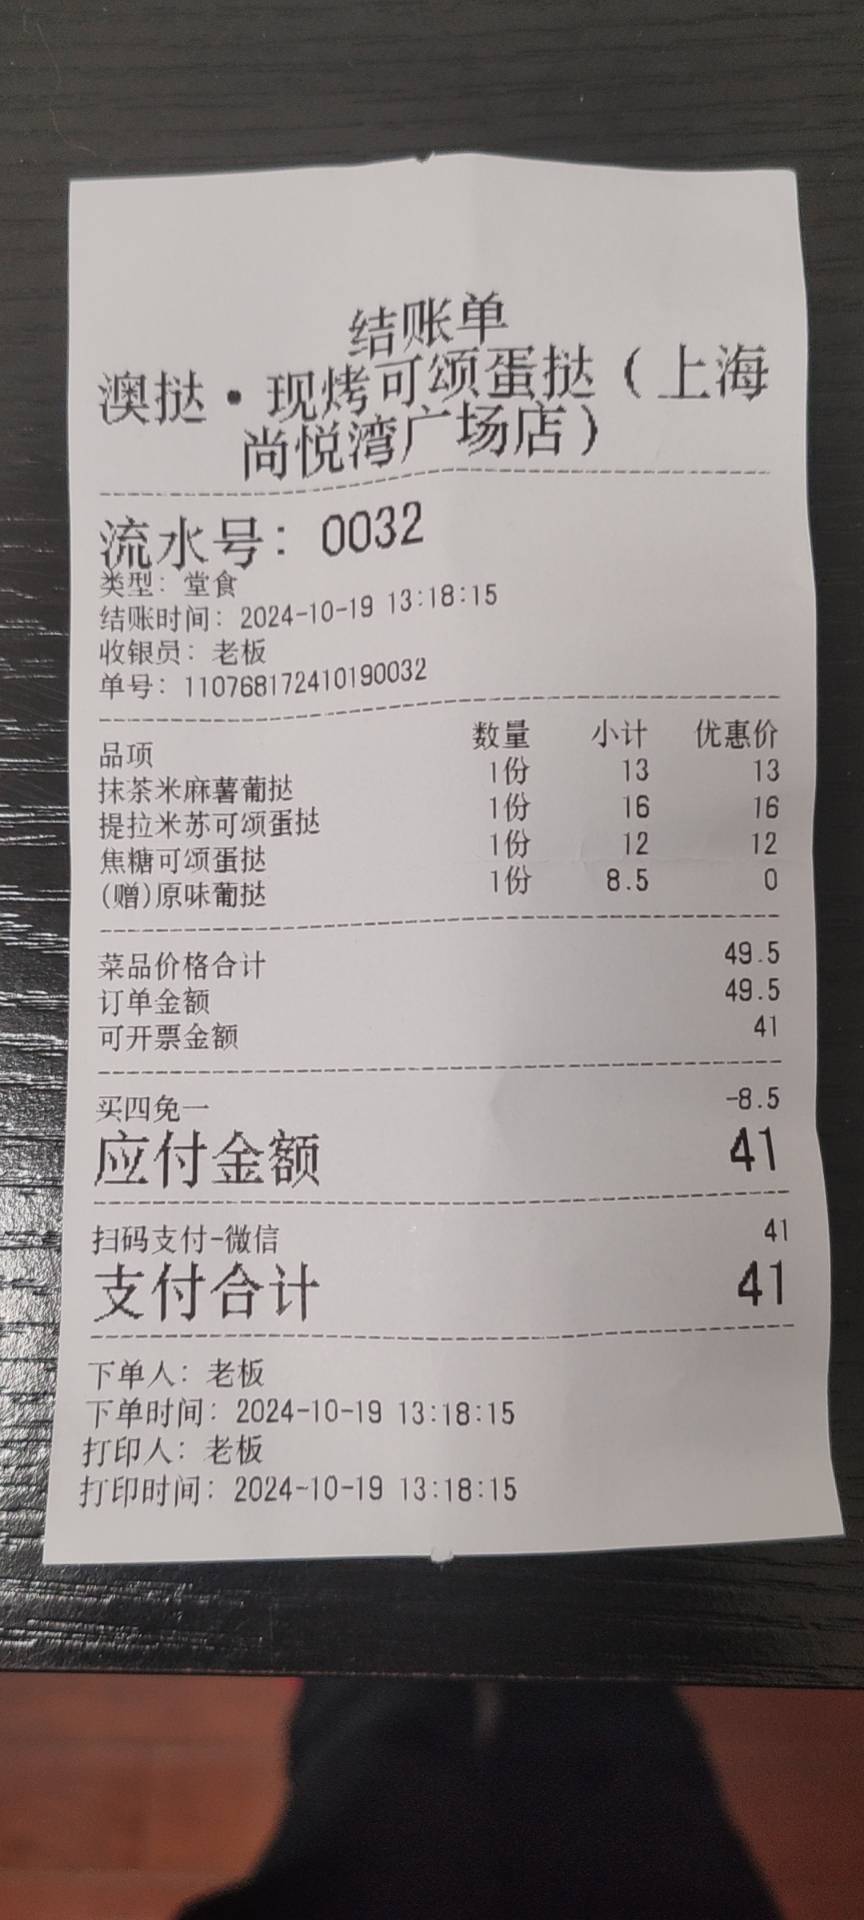 结账单
澳挞·现烤可颂蛋挞（上海
尚悦湾广场店）
流水号：0032
类型：堂食
结账时间：2024-10-19 13:18:15
收银员：老板
单号：110768172410190032
品项 数量 小计 优惠价
抹茶米麻薯葡挞 1份 13 13
提拉米苏可颂蛋挞 1份 16 16
焦糖可颂蛋挞 1份 12 12
(赠)原味葡挞 1份 8.5 0
菜品价格合计 49.5
订单金额 49.5
可开票金额 41
买四免一 -8.5
应付金额 41
扫码支付-微信 41
支付合计 41
下单人：老板
下单时间：2024-10-19 13:18:15
打印人：老板
打印时间：2024-10-19 13:18:15